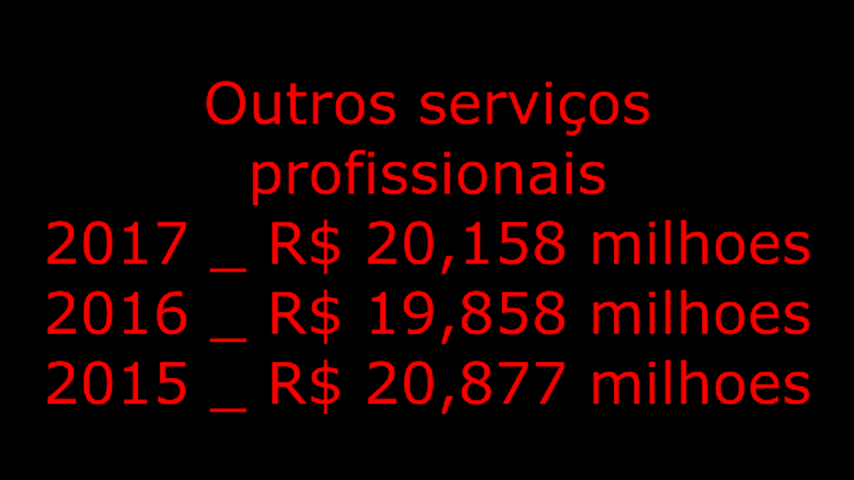 Outros serviços
profissionais
2017 _ R$ 20,158 milhoes
2016 _ R$ 19,858 milhoes
2015 _ R$ 20,877 milhoes